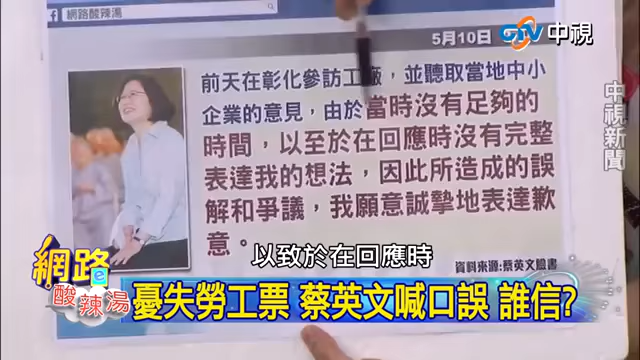 網路酸辣湯
5月10日
CTV中視
中視新聞
前天在彰化參訪工廠，並聽取當地中小
企業的意見，由於當時沒有足夠的
時間，以至於在回應時沒有完整
表達我的想法，因此所造成的誤
解和爭議，我願意誠摯地表達歉
意。
以致於在回應時
資料來源:蔡英文臉書
網路e
酸辣湯
憂失勞工票 蔡英文喊口誤 誰信?